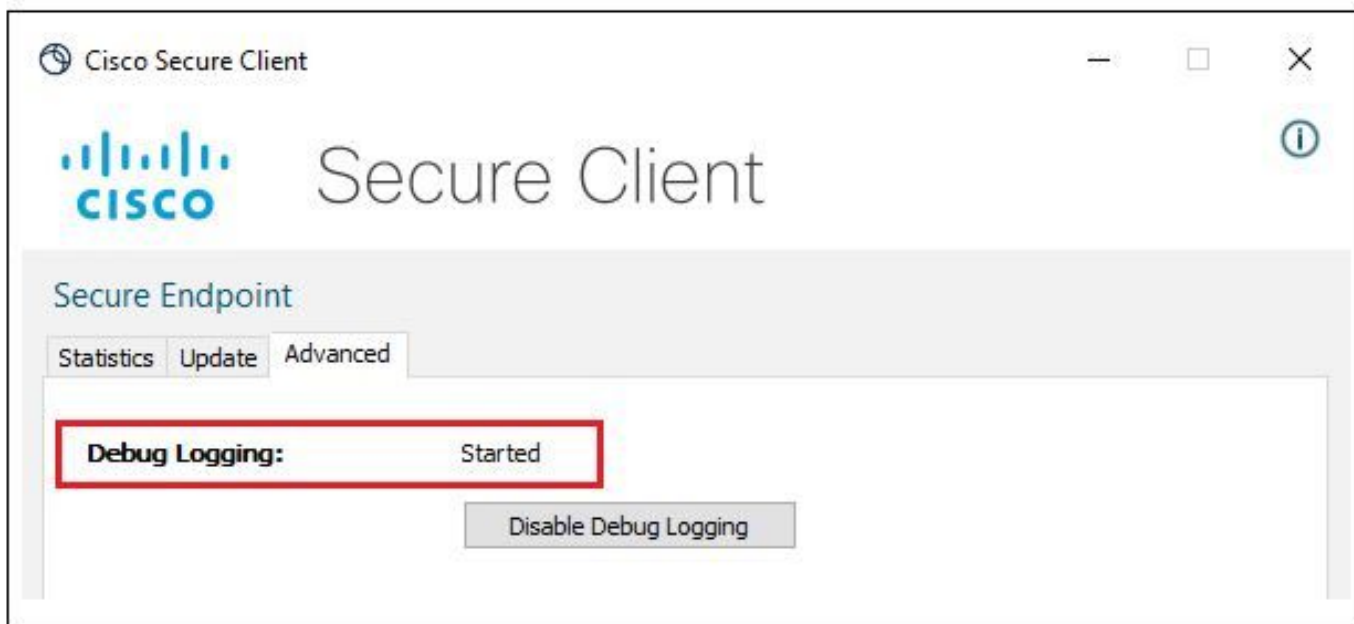 Cisco Secure Client
CISCO
Secure Client
Secure Endpoint
Statistics Update Advanced
Debug Logging: Started
Disable Debug Logging